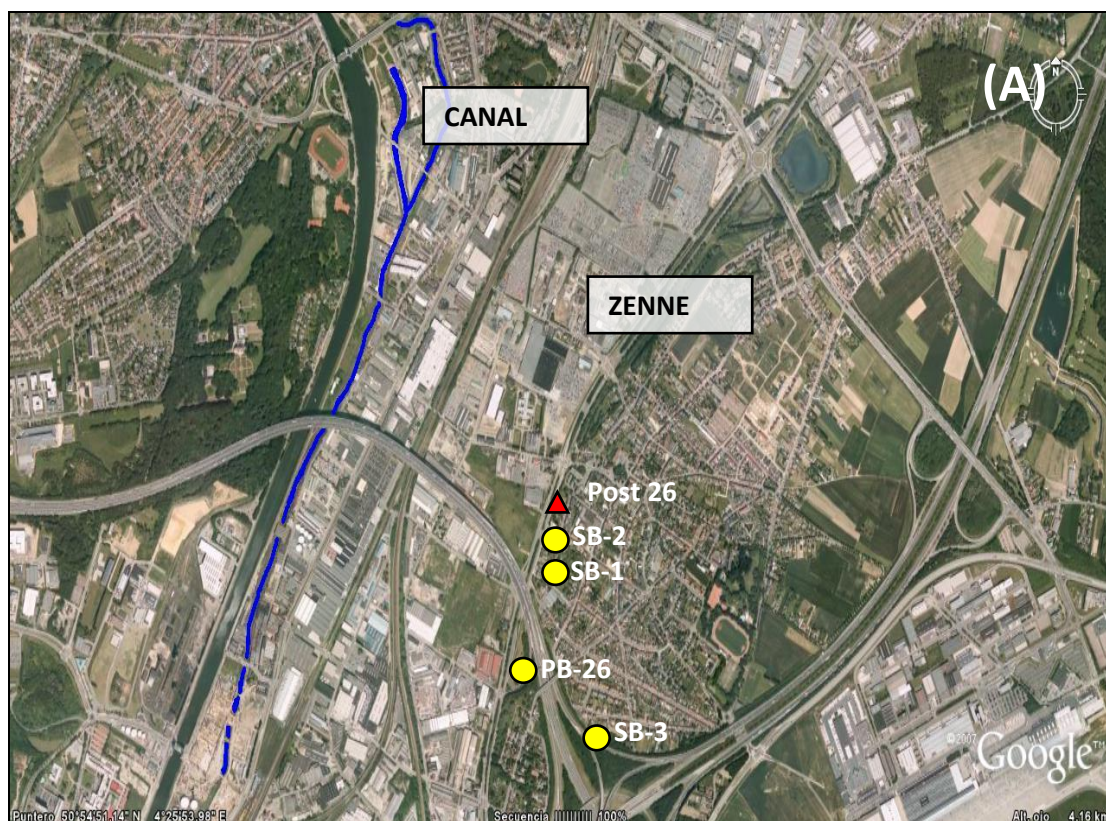 (A)
N
CANAL
ZENNE
Post 26
SB-2
SB-1
PB-26
SB-3
©2007 Google™
Puntero 50°54'51.14" N 4°25'53.98" E Secuencia |||||||||| 100% Alt. ojo 4.16 km